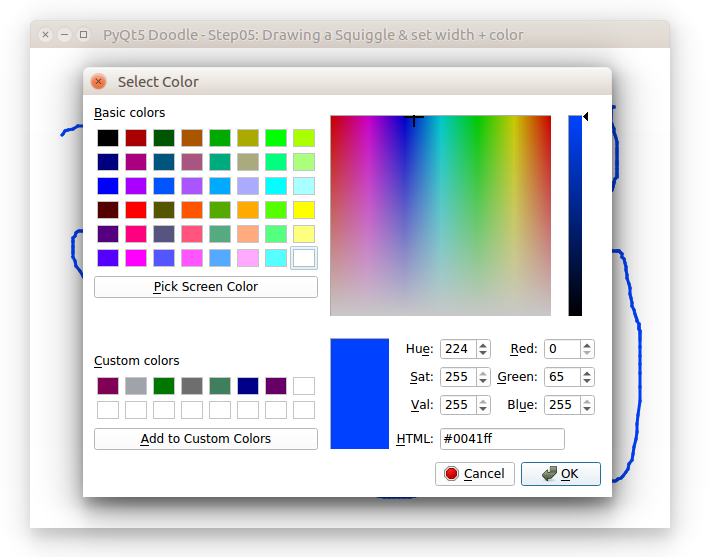 PyQt5 Doodle - Step05: Drawing a Squiggle & set width + color
Select Color
Basic colors
Pick Screen Color
Custom colors
Add to Custom Colors
Hue: 224 Red: 0
Sat: 255 Green: 65
Val: 255 Blue: 255
HTML: #0041ff
Cancel OK